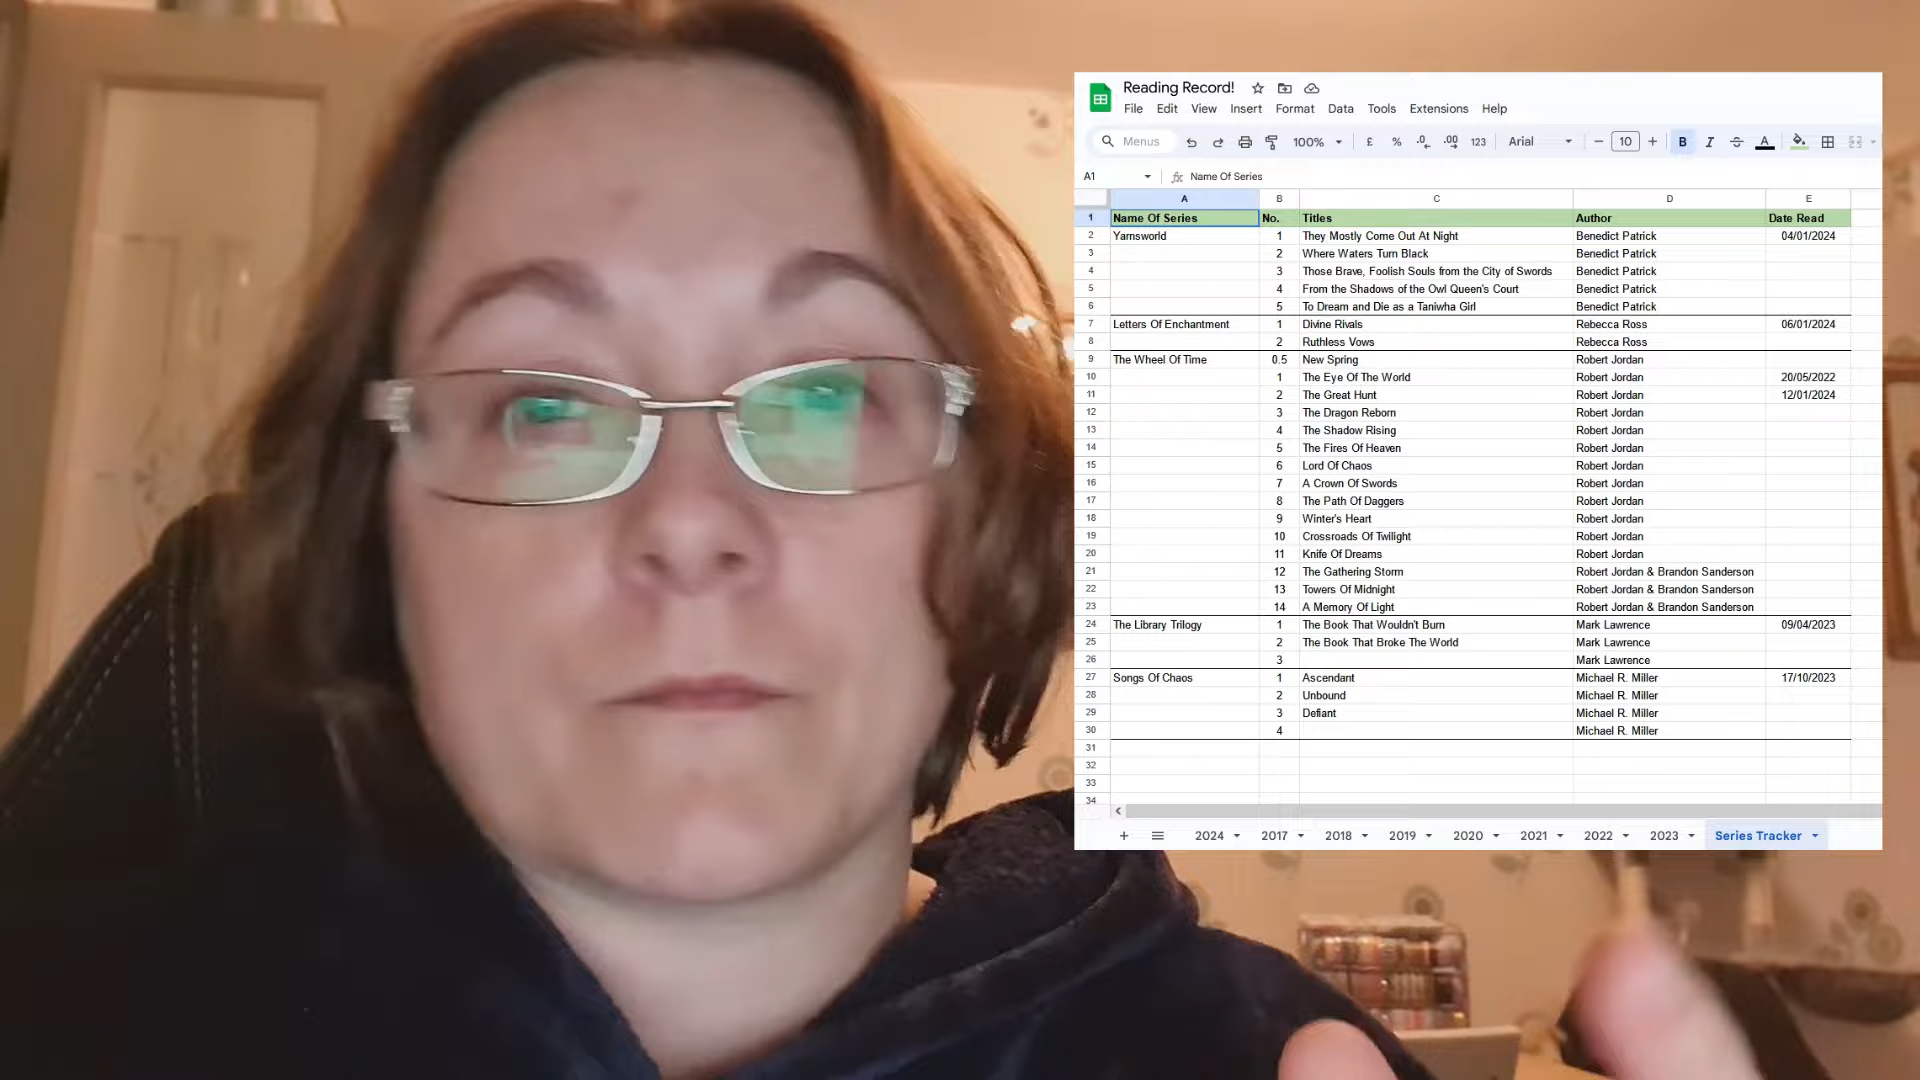 Reading Record!
File Edit View Insert Format Data Tools Extensions Help
Menus 100% £ % .0 .00 123 Arial − 10 + B I S A
A1 fx Name Of Series
A B C D E
1 Name Of Series No. Titles Author Date Read
2 Yarnsworld 1 They Mostly Come Out At Night Benedict Patrick 04/01/2024
3 2 Where Waters Turn Black Benedict Patrick
4 3 Those Brave, Foolish Souls from the City of Swords Benedict Patrick
5 4 From the Shadows of the Owl Queen's Court Benedict Patrick
6 5 To Dream and Die as a Taniwha Girl Benedict Patrick
7 Letters Of Enchantment 1 Divine Rivals Rebecca Ross 06/01/2024
8 2 Ruthless Vows Rebecca Ross
9 The Wheel Of Time 0.5 New Spring Robert Jordan
10 1 The Eye Of The World Robert Jordan 20/05/2022
11 2 The Great Hunt Robert Jordan 12/01/2024
12 3 The Dragon Reborn Robert Jordan
13 4 The Shadow Rising Robert Jordan
14 5 The Fires Of Heaven Robert Jordan
15 6 Lord Of Chaos Robert Jordan
16 7 A Crown Of Swords Robert Jordan
17 8 The Path Of Daggers Robert Jordan
18 9 Winter's Heart Robert Jordan
19 10 Crossroads Of Twilight Robert Jordan
20 11 Knife Of Dreams Robert Jordan
21 12 The Gathering Storm Robert Jordan & Brandon Sanderson
22 13 Towers Of Midnight Robert Jordan & Brandon Sanderson
23 14 A Memory Of Light Robert Jordan & Brandon Sanderson
24 The Library Trilogy 1 The Book That Wouldn't Burn Mark Lawrence 09/04/2023
25 2 The Book That Broke The World Mark Lawrence
26 3 Mark Lawrence
27 Songs Of Chaos 1 Ascendant Michael R. Miller 17/10/2023
28 2 Unbound Michael R. Miller
29 3 Defiant Michael R. Miller
30 4 Michael R. Miller
31
32
33
34
2024 2017 2018 2019 2020 2021 2022 2023 Series Tracker